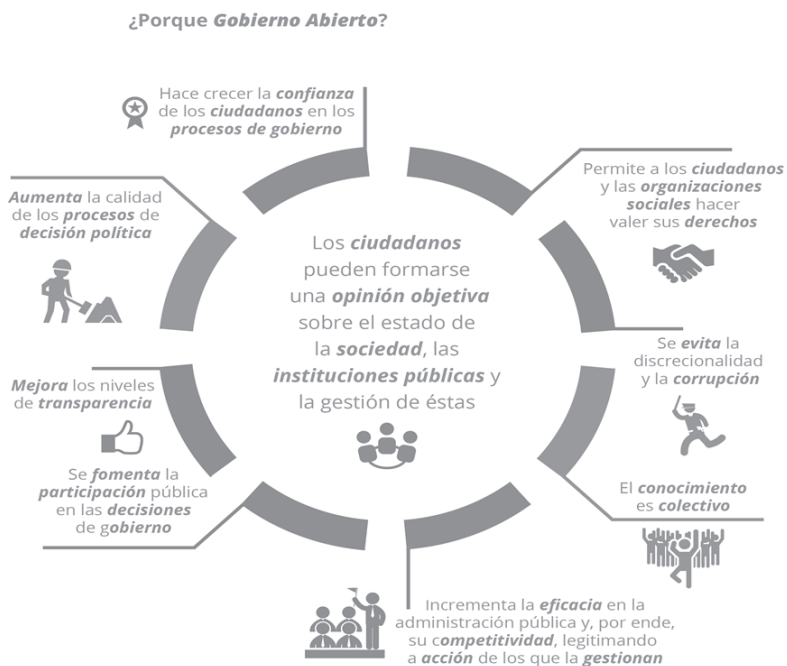 ¿Porque Gobierno Abierto?
Hace crecer la confianza
de los ciudadanos en los
procesos de gobierno
Permite a los ciudadanos
y las organizaciones
sociales hacer
valer sus derechos
Se evita la
discrecionalidad
y la corrupción
El conocimiento
es colectivo
Incrementa la eficacia en la
administración pública y, por ende,
su competitividad, legitimando
a acción de los que la gestionan
Se fomenta la
participación pública
en las decisiones
de gobierno
Mejora los niveles
de transparencia
Aumenta la calidad
de los procesos de
decisión política
Los ciudadanos
pueden formarse
una opinión objetiva
sobre el estado de
la sociedad, las
instituciones públicas y
la gestión de éstas